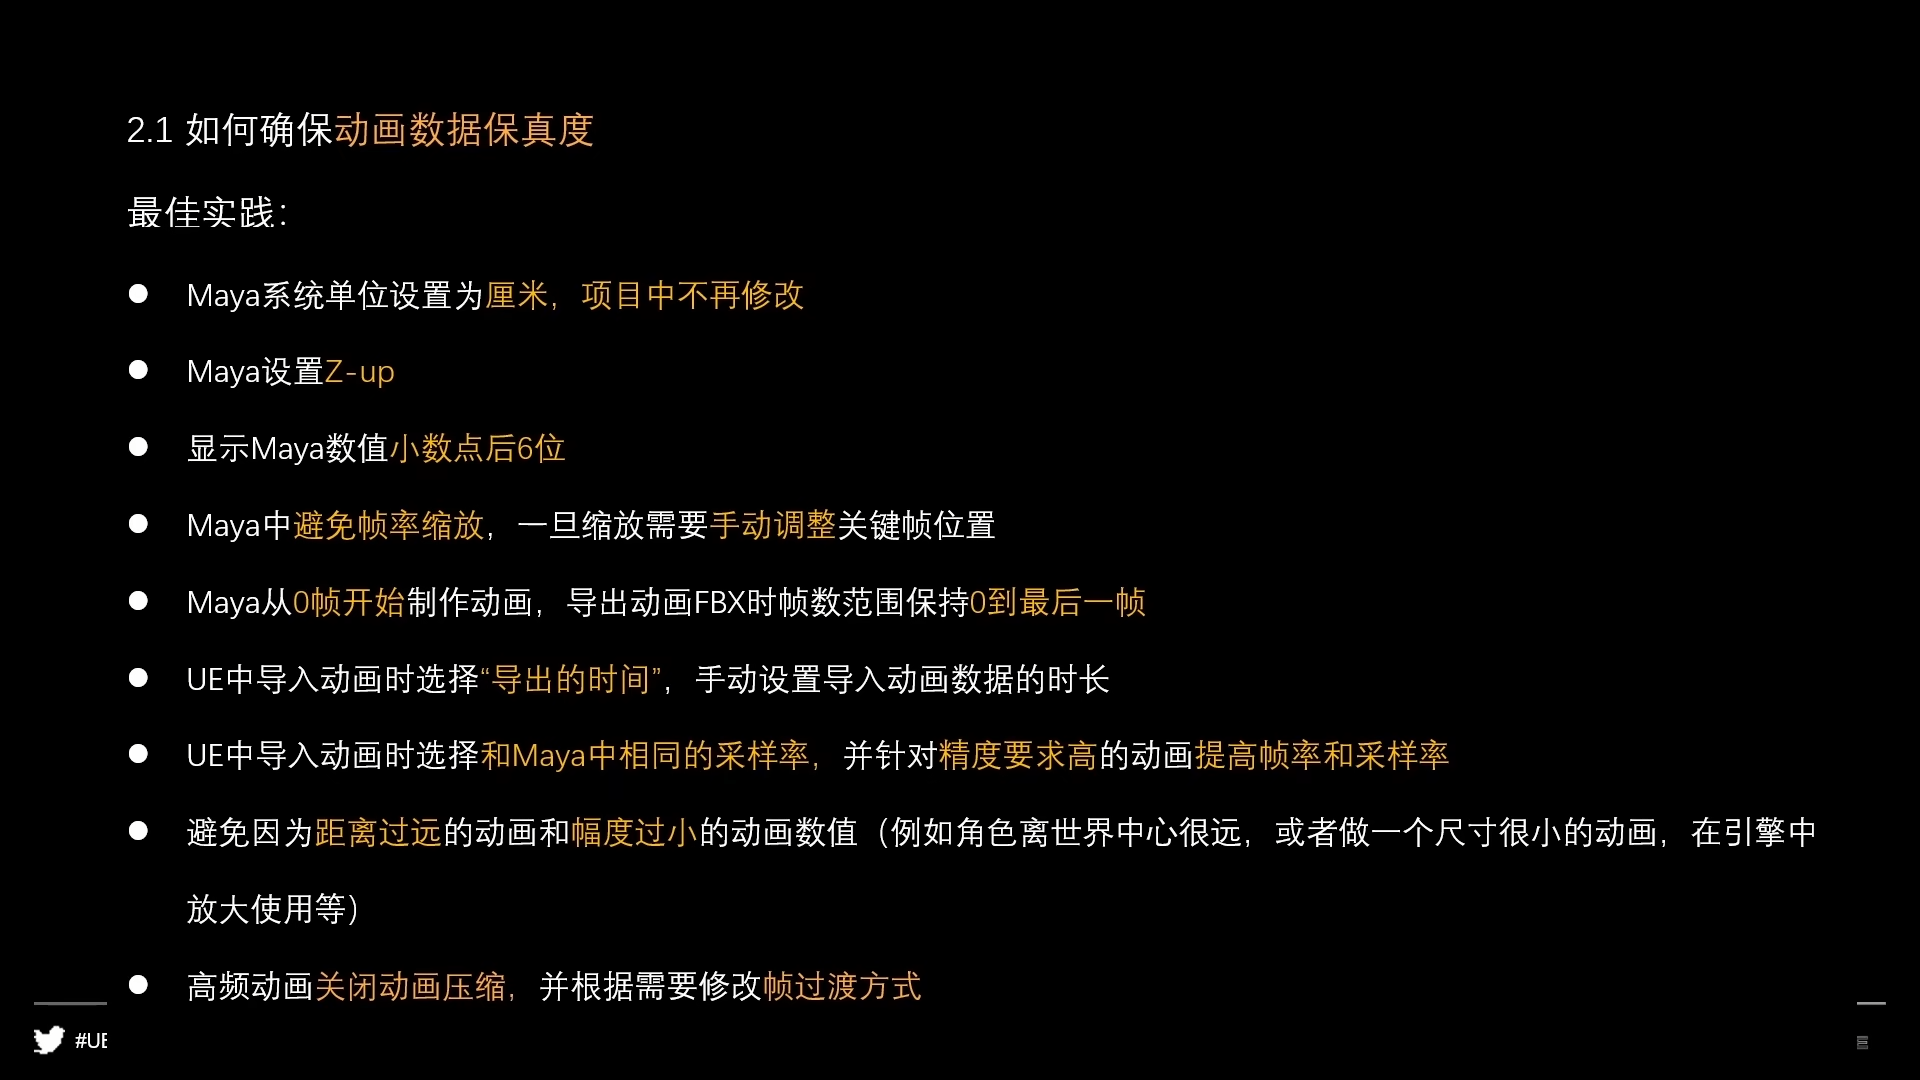 2.1 如何确保动画数据保真度
最佳实践：
Maya系统单位设置为厘米，项目中不再修改
Maya设置Z-up
显示Maya数值小数点后6位
Maya中避免帧率缩放，一旦缩放需要手动调整关键帧位置
Maya从0帧开始制作动画，导出动画FBX时帧数范围保持0到最后一帧
UE中导入动画时选择“导出的时间”，手动设置导入动画数据的时长
UE中导入动画时选择和Maya中相同的采样率，并针对精度要求高的动画提高帧率和采样率
避免因为距离过远的动画和幅度过小的动画数值（例如角色离世界中心很远，或者做一个尺寸很小的动画，在引擎中
放大使用等）
高频动画关闭动画压缩，并根据需要修改帧过渡方式
#UE